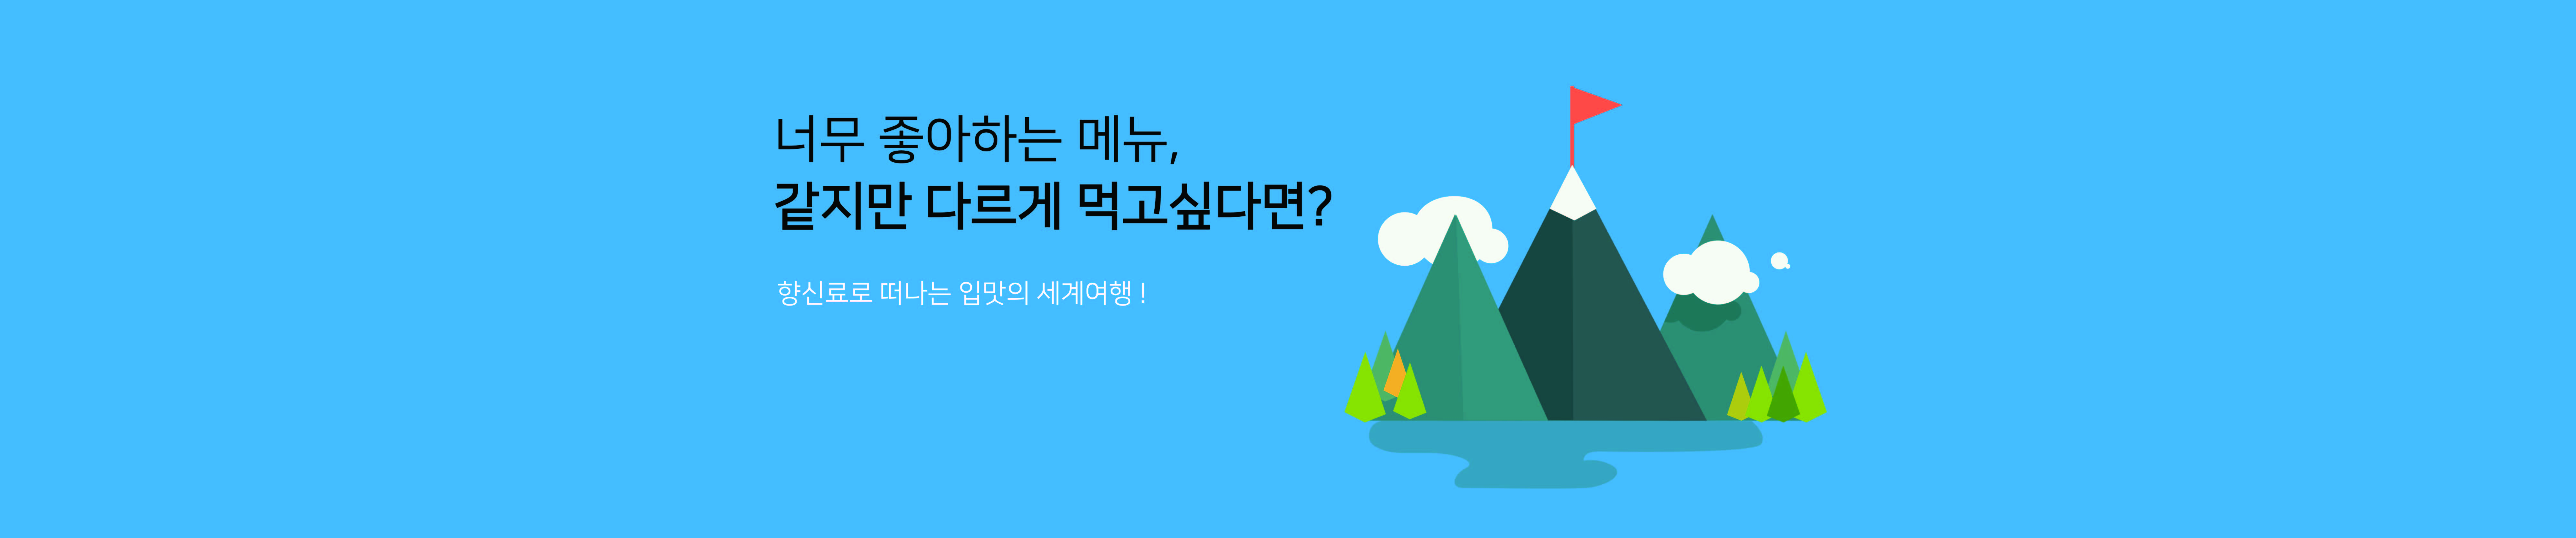 너무 좋아하는 메뉴,
같지만 다르게 먹고싶다면?
향신료로 떠나는 입맛의 세계여행 !